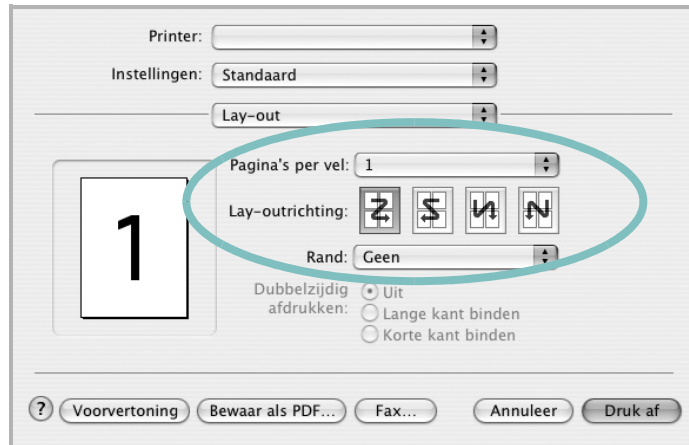 Printer:
Instellingen: Standaard
Lay-out
Pagina's per vel: 1
1
Lay-outrichting:
Rand: Geen
Dubbelzijdig afdrukken: Uit
Lange kant binden
Korte kant binden
? Voorvertoning Bewaar als PDF... Fax... Annuleer Druk af